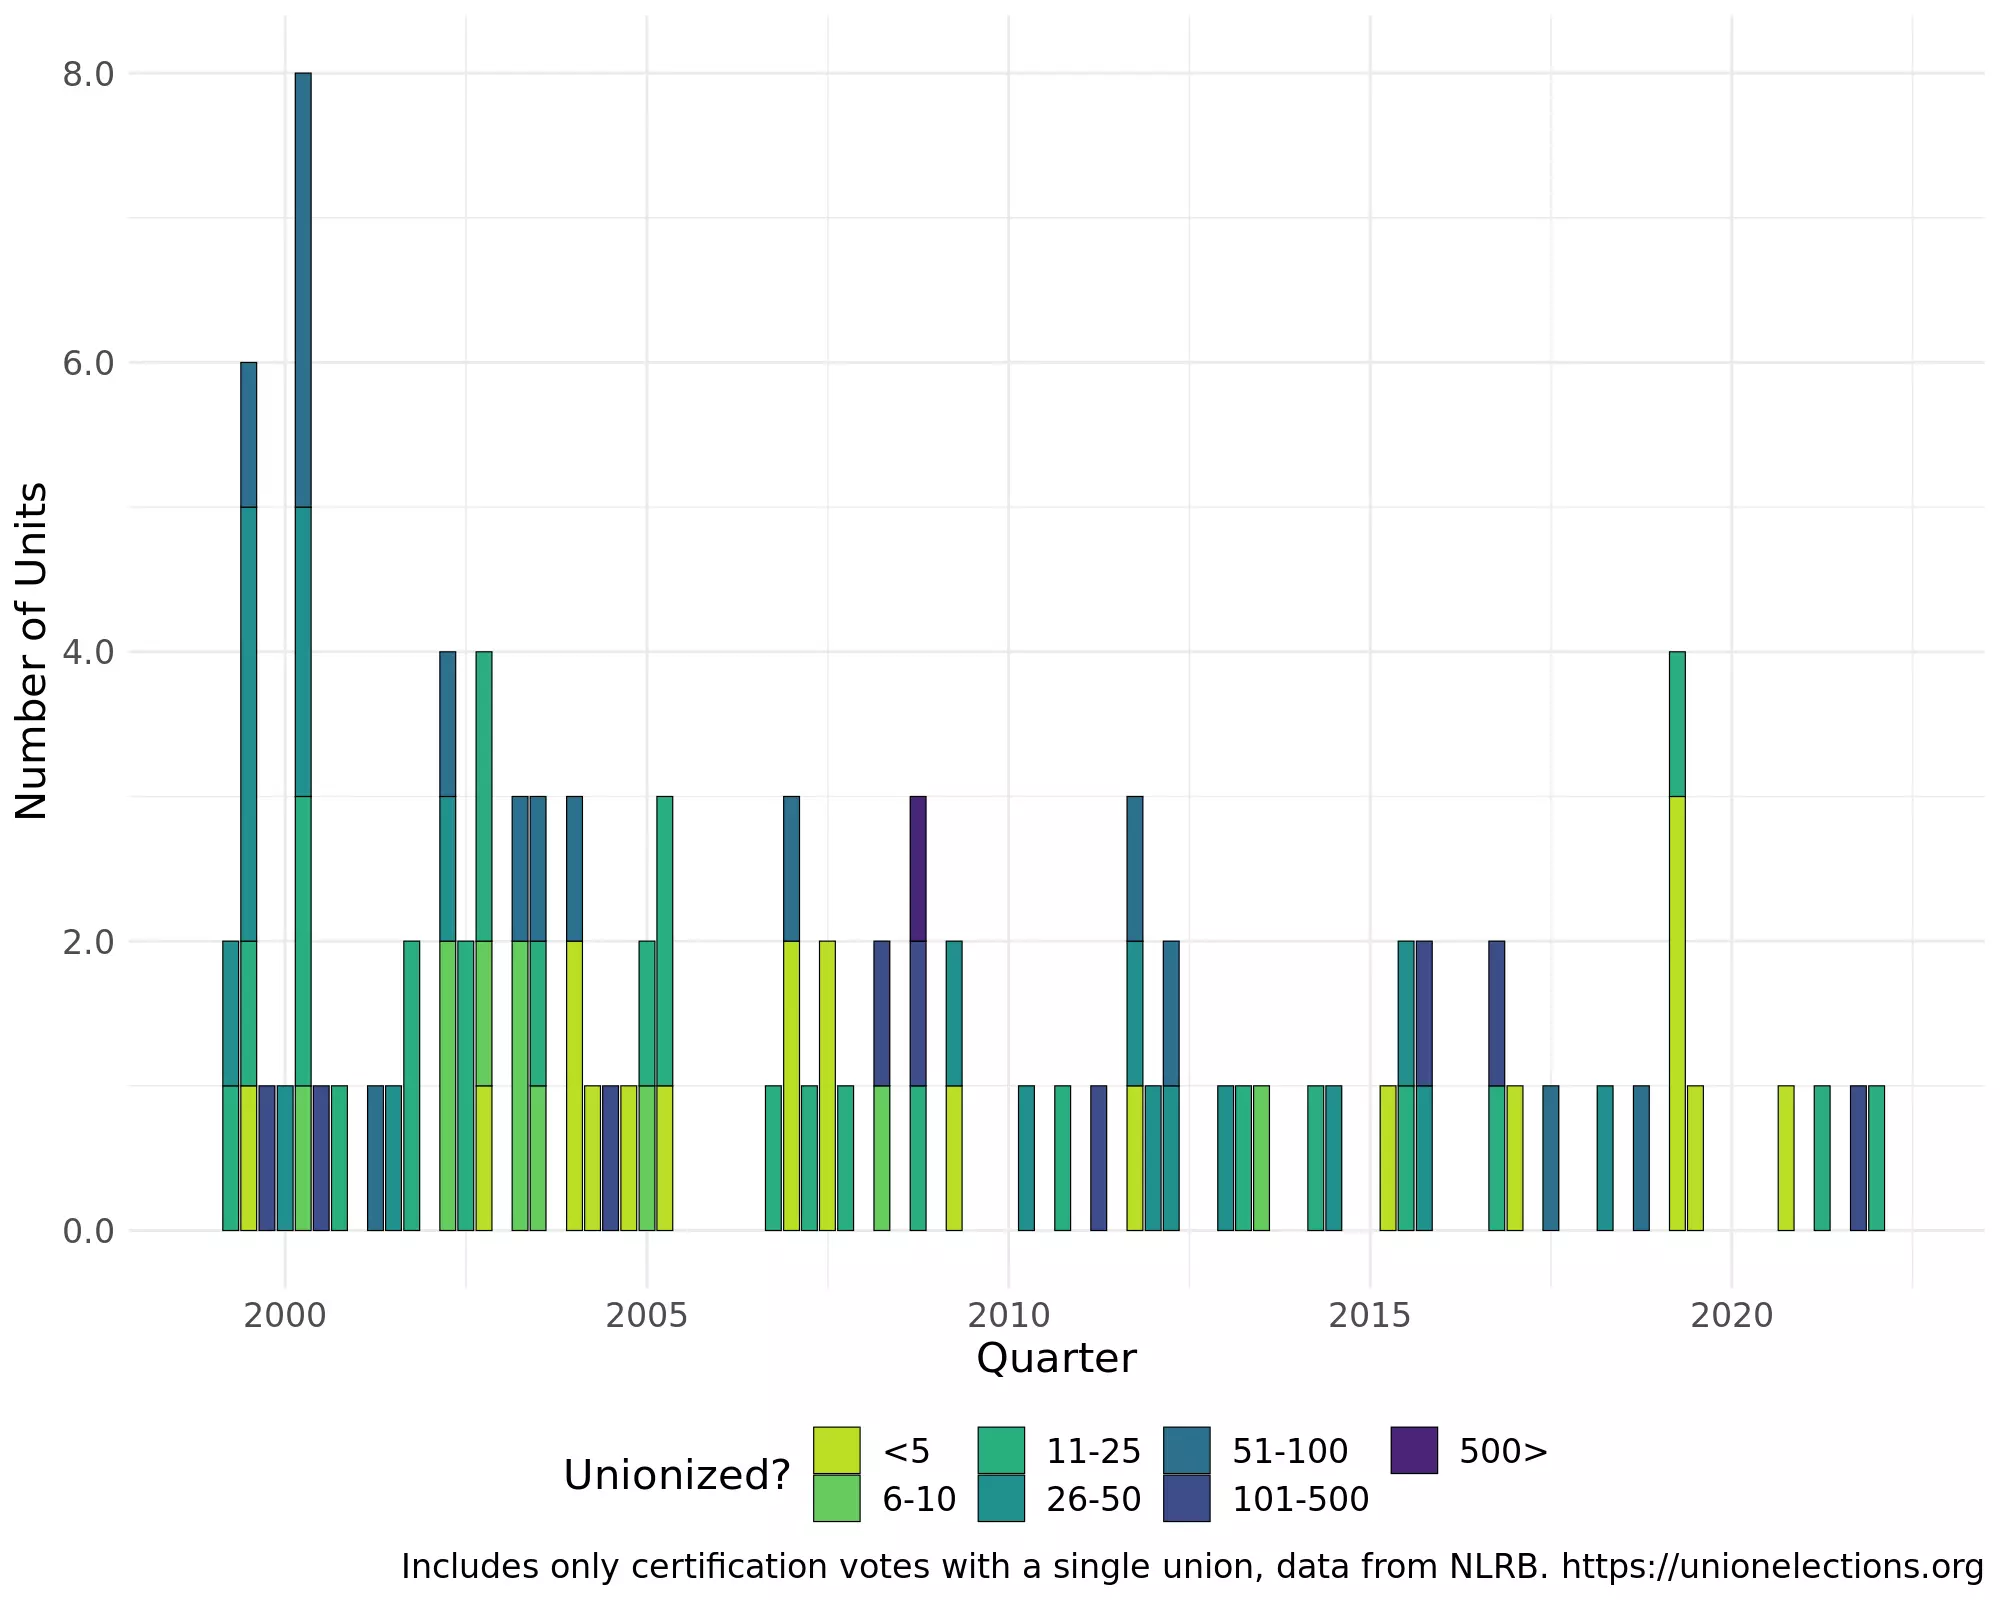 8.0
6.0
4.0
2.0
0.0
Number of Units
2000 2005 2010 2015 2020
Quarter
Unionized?
<5 11-25 51-100 500>
6-10 26-50 101-500
Includes only certification votes with a single union, data from NLRB. https://unionelections.org